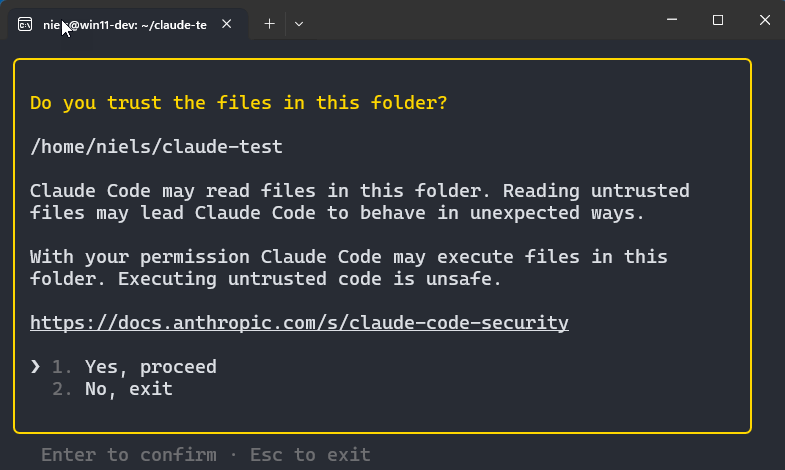 @win11-dev: ~/claude-te
Do you trust the files in this folder?
/home/niels/claude-test
Claude Code may read files in this folder. Reading untrusted
files may lead Claude Code to behave in unexpected ways.
With your permission Claude Code may execute files in this
folder. Executing untrusted code is unsafe.
https://docs.anthropic.com/s/claude-code-security
❯ 1. Yes, proceed
2. No, exit
Enter to confirm · Esc to exit